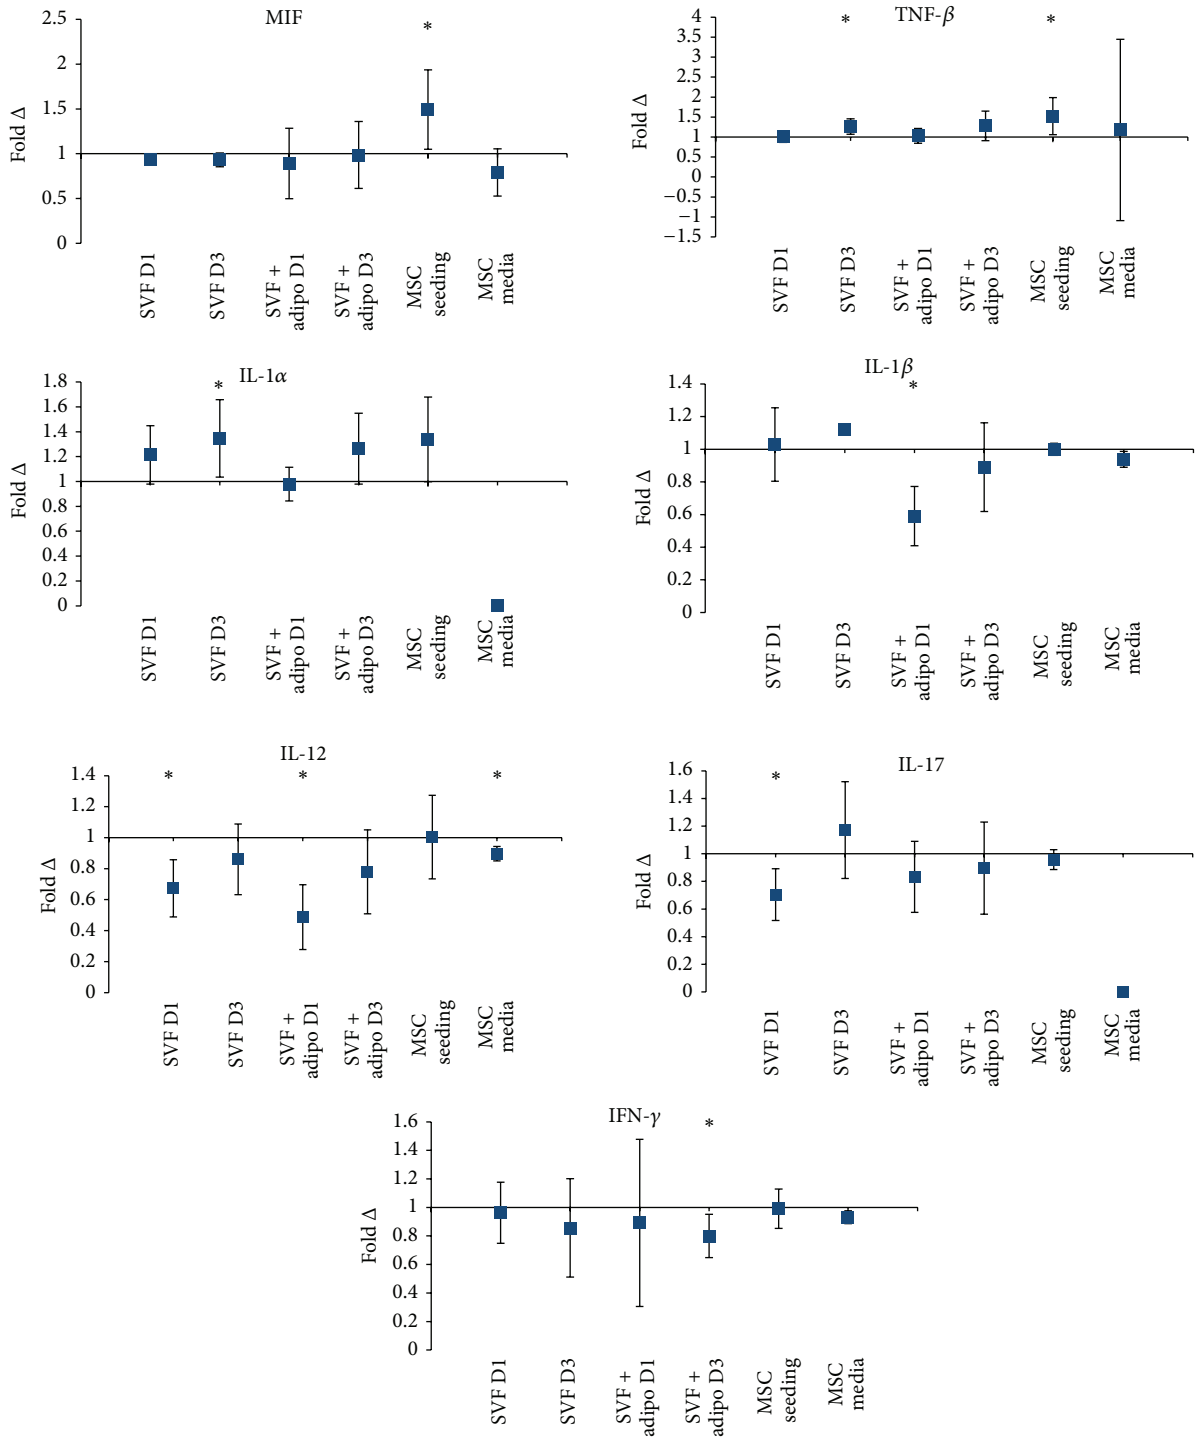 MIF
Fold Δ
2.5
2
1.5
1
0.5
0
*
SVF D1
SVF D3
SVF +
adipo D1
SVF +
adipo D3
MSC
seeding
MSC
media
TNF-β
Fold Δ
4
3.5
3
2.5
2
1.5
1
0.5
0
−0.5
−1
−1.5
*
*
SVF D1
SVF D3
SVF +
adipo D1
SVF +
adipo D3
MSC
seeding
MSC
media
IL-1α
Fold Δ
1.8
1.6
1.4
1.2
1
0.8
0.6
0.4
0.2
0
*
SVF D1
SVF D3
SVF +
adipo D1
SVF +
adipo D3
MSC
seeding
MSC
media
IL-1β
Fold Δ
1.4
1.2
1
0.8
0.6
0.4
0.2
0
*
SVF D1
SVF D3
SVF +
adipo D1
SVF +
adipo D3
MSC
seeding
MSC
media
IL-12
Fold Δ
1.4
1.2
1
0.8
0.6
0.4
0.2
0
*
*
*
SVF D1
SVF D3
SVF +
adipo D1
SVF +
adipo D3
MSC
seeding
MSC
media
IL-17
Fold Δ
1.6
1.4
1.2
1
0.8
0.6
0.4
0.2
0
*
SVF D1
SVF D3
SVF +
adipo D1
SVF +
adipo D3
MSC
seeding
MSC
media
IFN-γ
Fold Δ
1.6
1.4
1.2
1
0.8
0.6
0.4
0.2
0
*
SVF D1
SVF D3
SVF +
adipo D1
SVF +
adipo D3
MSC
seeding
MSC
media